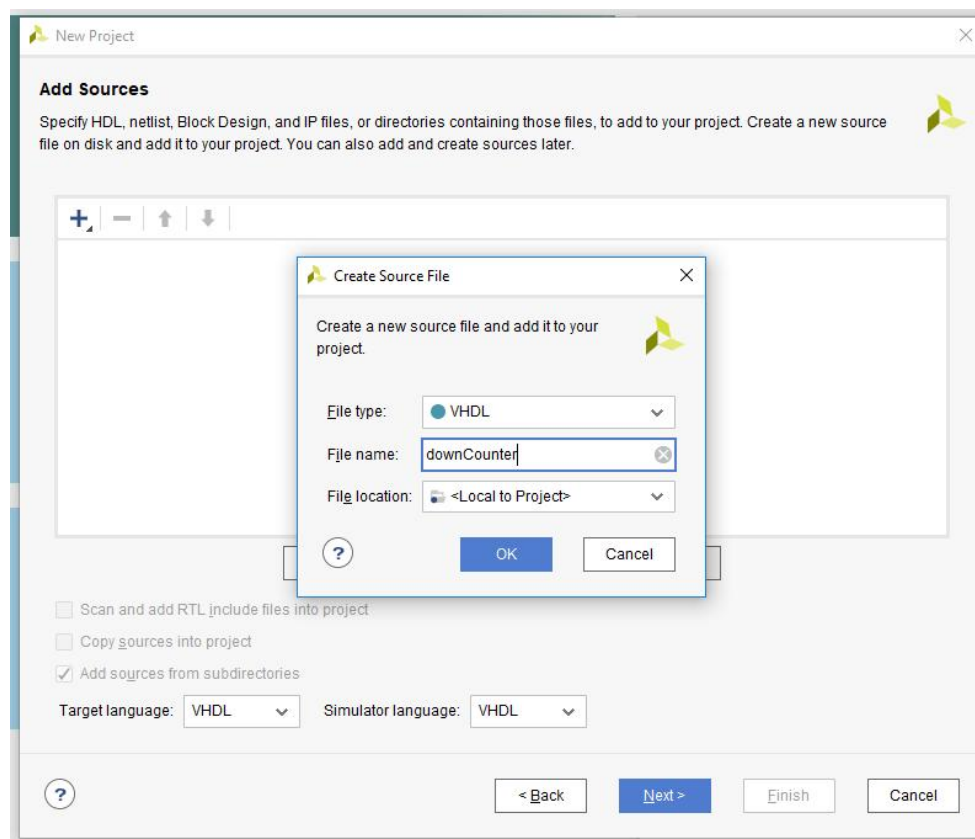 New Project
Add Sources
Specify HDL, netlist, Block Design, and IP files, or directories containing those files, to add to your project. Create a new source
file on disk and add it to your project. You can also add and create sources later.
Create Source File
Create a new source file and add it to your
project.
File type: VHDL
File name: downCounter
File location: <Local to Project>
? OK Cancel
Scan and add RTL include files into project
Copy sources into project
Add sources from subdirectories
Target language: VHDL Simulator language: VHDL
? < Back Next > Finish Cancel